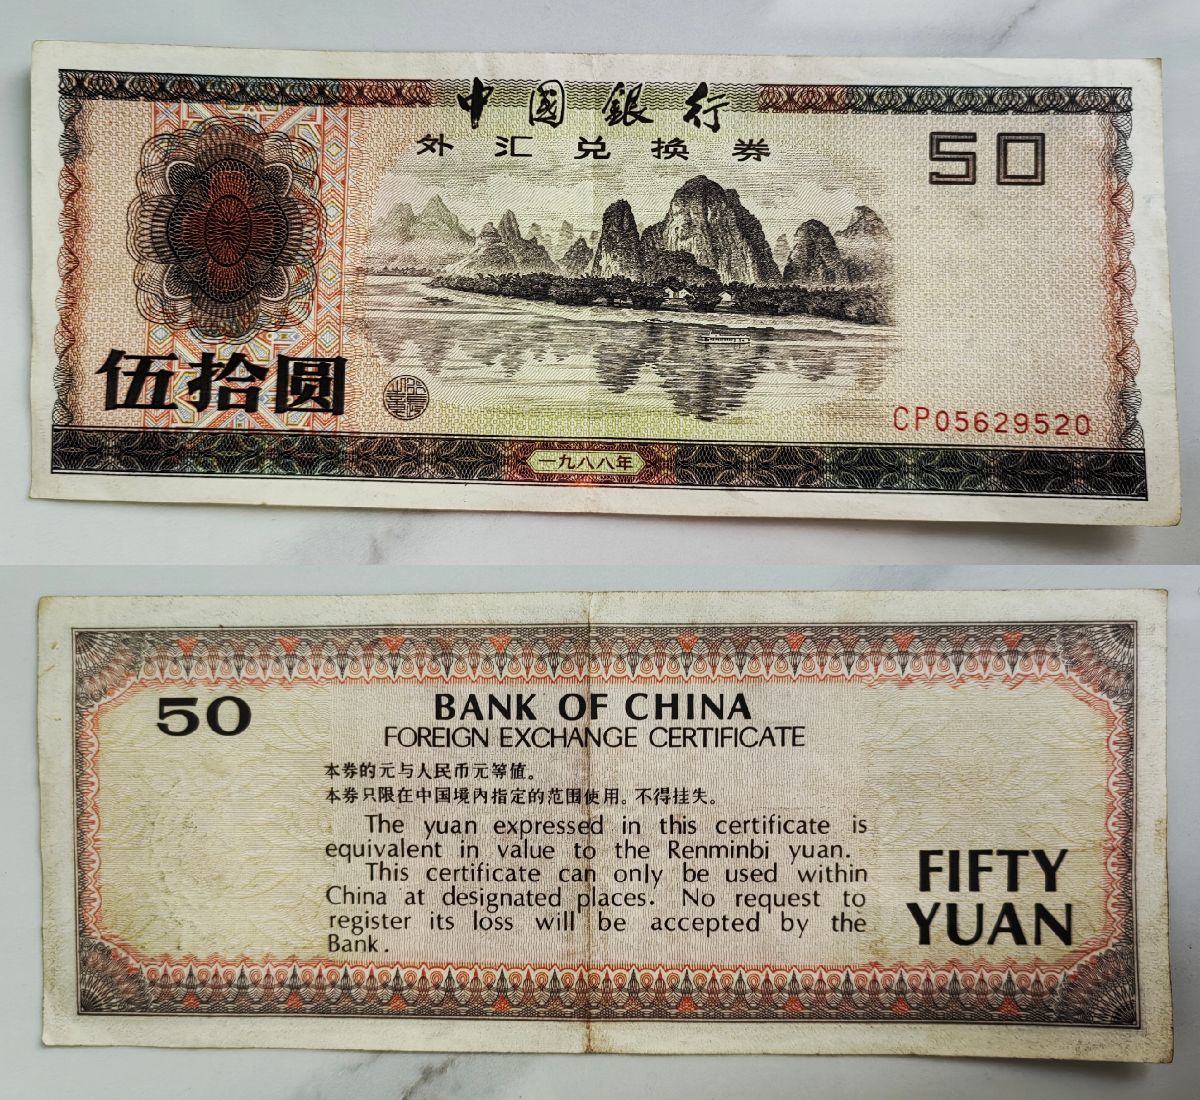 中國銀行
外汇兑换券
50
伍拾圆
CP05629520
一九八八年
50
BANK OF CHINA
FOREIGN EXCHANGE CERTIFICATE
本券的元与人民币元等值。
本券只限在中国境内指定的范围使用。不得挂失。
The yuan expressed in this certificate is
equivalent in value to the Renminbi yuan.
This certificate can only be used within
China at designated places. No request to
register its loss will be accepted by the
Bank.
FIFTY
YUAN